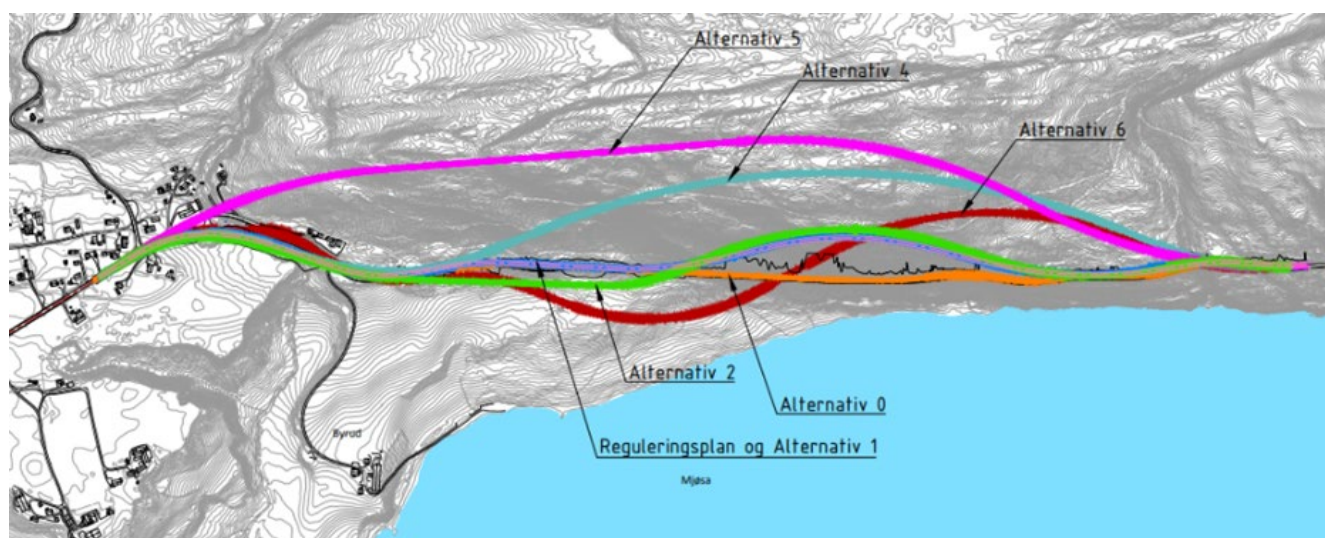 Alternativ 5
Alternativ 4
Alternativ 6
Alternativ 2
Alternativ 0
Reguleringsplan og Alternativ 1
Byrud
Mjøsa